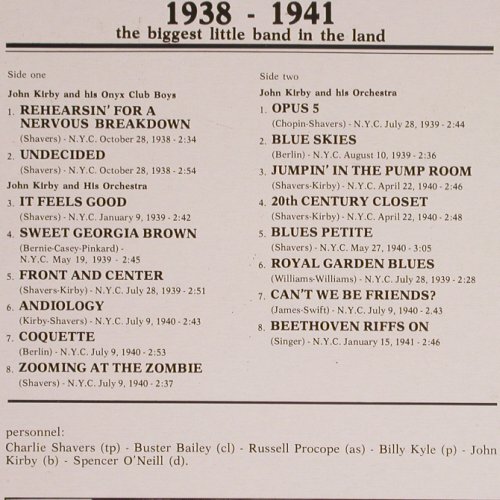 1938 - 1941
the biggest little band in the land
Side one
John Kirby and his Onyx Club Boys
1. REHEARSIN' FOR A
NERVOUS BREAKDOWN
(Shavers) - N.Y.C. October 28, 1938 - 2:34
2. UNDECIDED
(Shavers) - N.Y.C. October 28, 1938 - 2:54
John Kirby and His Orchestra
3. IT FEELS GOOD
(Shavers) - N.Y.C. January 9, 1939 - 2:42
4. SWEET GEORGIA BROWN
(Bernie-Casey-Pinkard) -
N.Y.C. May 19, 1939 - 2:45
5. FRONT AND CENTER
(Shavers-Kirby) - N.Y.C. July 28, 1939 - 2:51
6. ANDIOLOGY
(Kirby-Shavers) - N.Y.C. July 9, 1940 - 2:43
7. COQUETTE
(Berlin) - N.Y.C. July 9, 1940 - 2:53
8. ZOOMING AT THE ZOMBIE
(Shavers) - N.Y.C. July 9, 1940 - 2:37
Side two
John Kirby and his Orchestra
1. OPUS 5
(Chopin-Shavers) - N.Y.C. July 28, 1939 - 2:44
2. BLUE SKIES
(Berlin) - N.Y.C. August 10, 1939 - 2:36
3. JUMPIN' IN THE PUMP ROOM
(Shavers-Kirby) - N.Y.C. April 22, 1940 - 2:46
4. 20th CENTURY CLOSET
(Shavers-Kirby) - N.Y.C. April 22, 1940 - 2:48
5. BLUES PETITE
(Shavers) - N.Y.C. May 27, 1940 - 3:05
6. ROYAL GARDEN BLUES
(Williams-Williams) - N.Y.C. July 28, 1939 - 2:28
7. CAN'T WE BE FRIENDS?
(James-Swift) - N.Y.C. July 9, 1940 - 2.43
8. BEETHOVEN RIFFS ON
(Singer) - N.Y.C. January 15, 1941 - 2:46
personnel:
Charlie Shavers (tp) - Buster Bailey (cl) - Russell Procope (as) - Billy Kyle (p) - John
Kirby (b) - Spencer O'Neill (d).